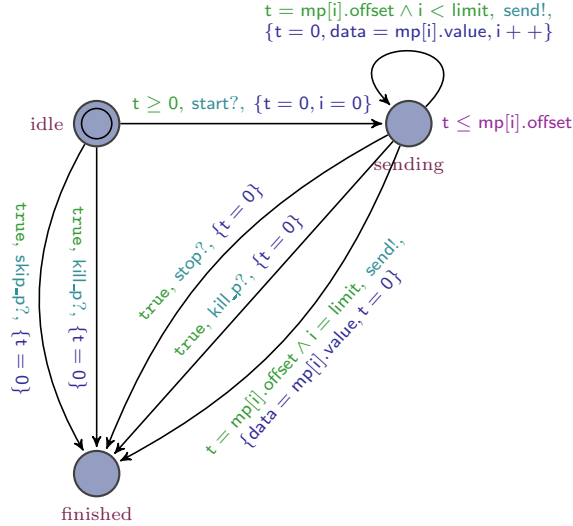 t = mp[i].offset ∧ i < limit, send!,
{t = 0, data = mp[i].value, i + +}
t ≥ 0, start?, {t = 0, i = 0}
idle
t ≤ mp[i].offset
sending
true, skip_p?, {t = 0}
true, kill_p?, {t = 0}
true, stop?, {t = 0}
true, kill_p?, {t = 0}
t = mp[i].offset ∧ i = limit, send!,
{data = mp[i].value, t = 0}
finished